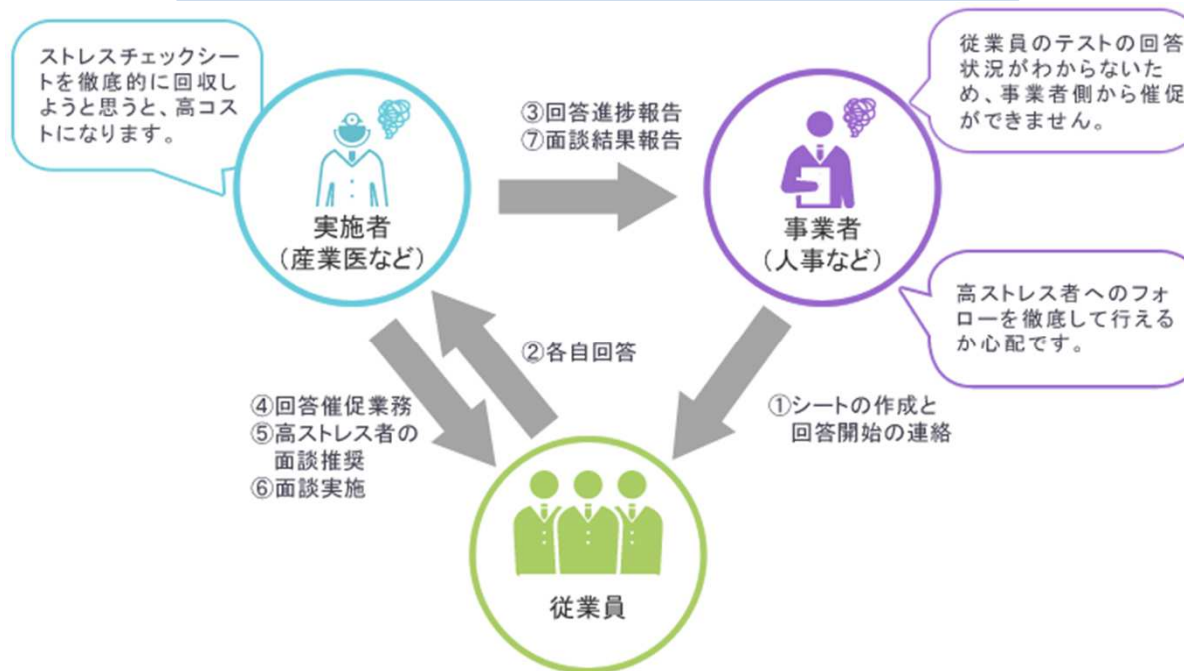 ストレスチェックシー
トを徹底的に回収し
ようと思うと、高コス
トになります。
③回答進捗報告
⑦面談結果報告
従業員のテストの回答
状況がわからないた
め、事業者側から催促
ができません。
実施者
(産業医など)
事業者
(人事など)
高ストレス者へのフォ
ローを徹底して行える
か心配です。
②各自回答
①シートの作成と
回答開始の連絡
④回答催促業務
⑤高ストレス者の
面談推奨
⑥面談実施
従業員